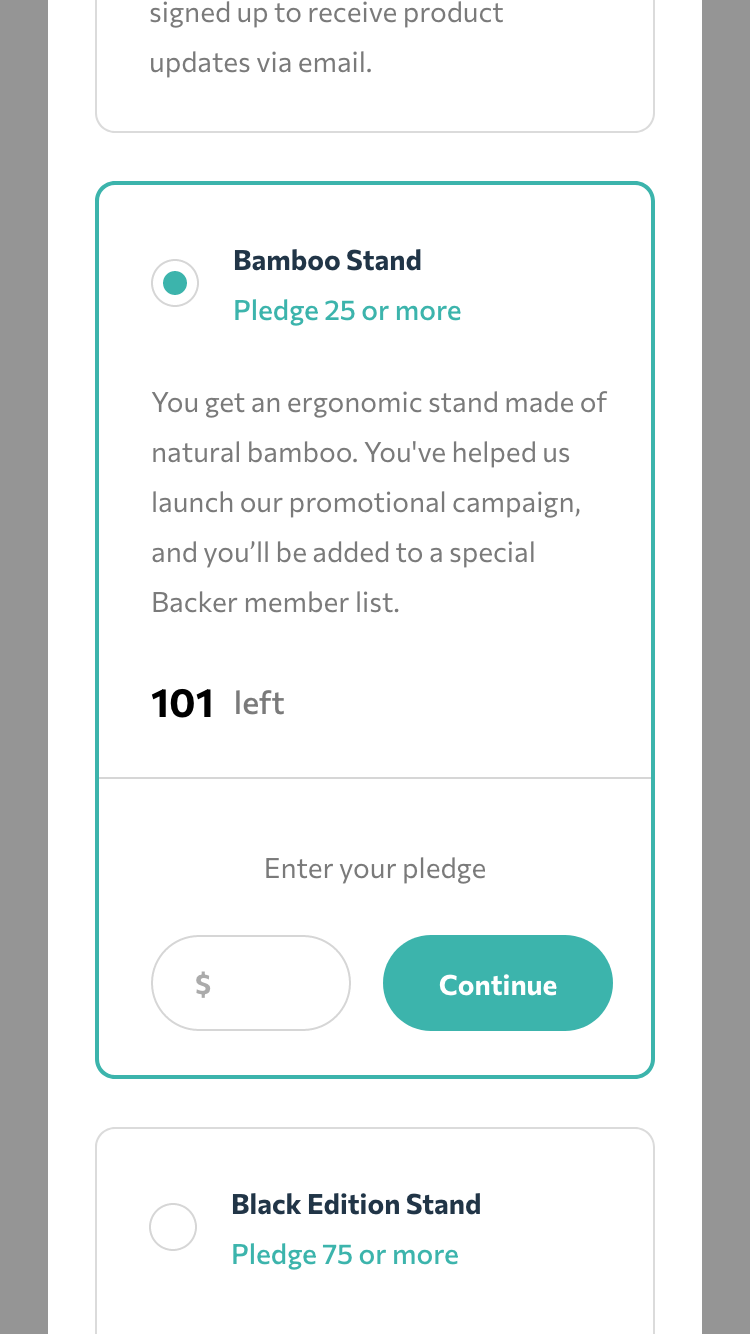 signed up to receive product
updates via email.
Bamboo Stand
Pledge 25 or more
You get an ergonomic stand made of
natural bamboo. You've helped us
launch our promotional campaign,
and you’ll be added to a special
Backer member list.
101 left
Enter your pledge
$
Continue
Black Edition Stand
Pledge 75 or more